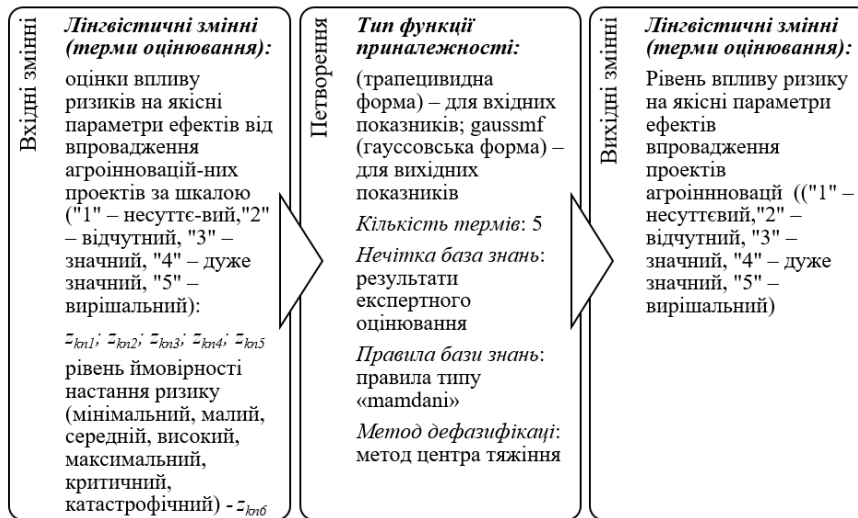 Вхідні змінні
Лінгвістичні змінні
(терми оцінювання):
оцінки впливу
ризиків на якісні
параметри ефектів від
впровадження
агроінновацій-них
проектів за шкалою
("1" – несуттє-вий,"2"
– відчутний, "3" –
значний, "4" – дуже
значний, "5" –
вирішальний):
zkn1; zkn2; zkn3; zkn4; zkn5
рівень ймовірності
настання ризику
(мінімальний, малий,
середній, високий,
максимальний,
критичний,
катастрофічний) - zkn6
Петворення
Тип функції
приналежності:
(трапецивидна
форма) – для вхідних
показників; gaussmf
(гауссовська форма) –
для вихідних
показників
Кількість термів: 5
Нечітка база знань:
результати
експертного
оцінювання
Правила бази знань:
правила типу
«mamdani»
Метод дефазифікаці:
метод центра тяжіння
Вихідні змінні
Лінгвістичні змінні
(терми оцінювання):
Рівень впливу ризику
на якісні параметри
ефектів
впровадження
проектів
агроіннновацй (("1" –
несуттєвий,"2" –
відчутний, "3" –
значний, "4" – дуже
значний, "5" –
вирішальний)